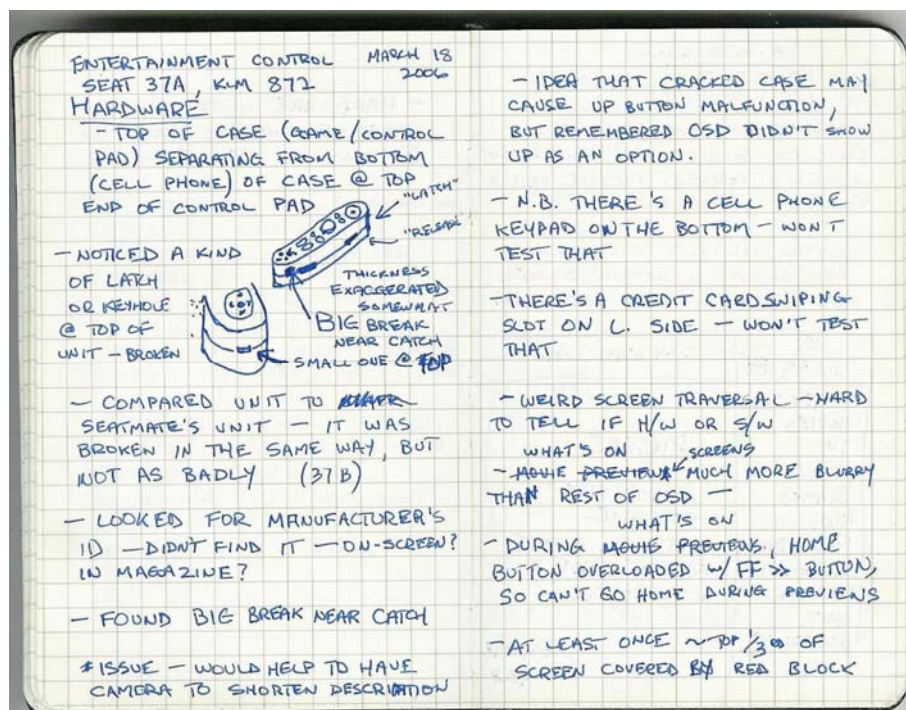 ENTERTAINMENT CONTROL MARCH 18
2006
SEAT 37A, KLM 872
HARDWARE
- TOP OF CASE (GAME/CONTROL
PAD) SEPARATING FROM BOTTOM
(CELL PHONE) OF CASE @ TOP
END OF CONTROL PAD
"LATCH"
"RELEASE"
- NOTICED A KIND
OF LATCH
OR KEYHOLE
@ TOP OF
UNIT - BROKEN
THICKNESS
EXAGGERATED
SOMEWHAT
BIG BREAK
NEAR CATCH
SMALL ONE @ TOP
- COMPARED UNIT TO
SEATMATE'S UNIT - IT WAS
BROKEN IN THE SAME WAY, BUT
NOT AS BADLY (37B)
- LOOKED FOR MANUFACTURER'S
ID - DIDN'T FIND IT - ON-SCREEN?
IN MAGAZINE?
- FOUND BIG BREAK NEAR CATCH
* ISSUE - WOULD HELP TO HAVE
CAMERA TO SHORTEN DESCRIPTION
- IDEA THAT CRACKED CASE MAY
CAUSE UP BUTTON MALFUNCTION,
BUT REMEMBERED OSD DIDN'T SHOW
UP AS AN OPTION.
- N.B. THERE'S A CELL PHONE
KEYPAD ON THE BOTTOM - WON'T
TEST THAT
- THERE'S A CREDIT CARD SWIPING
SLOT ON L. SIDE - WON'T TEST
THAT
- WEIRD SCREEN TRAVERSAL - HARD
TO TELL IF H/W OR S/W
WHAT'S ON SCREENS
- MOVIE PREVIEWS MUCH MORE BLURRY
THAN REST OF OSD -
WHAT'S ON
- DURING MOVIE PREVIEWS, HOME
BUTTON OVERLOADED W/ FF >> BUTTON,
SO CAN'T GO HOME DURING PREVIEWS
- AT LEAST ONCE ~ TOP 1/3 OF
SCREEN COVERED BY RED BLOCK